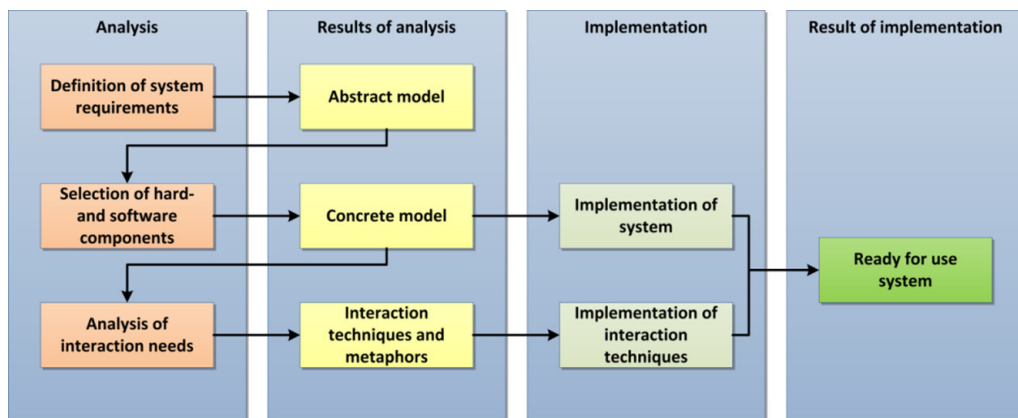 Analysis
Results of analysis
Implementation
Result of implementation
Definition of system
requirements
Abstract model
Selection of hard-
and software
components
Concrete model
Implementation of
system
Ready for use
system
Analysis of
interaction needs
Interaction
techniques and
metaphors
Implementation of
interaction
techniques